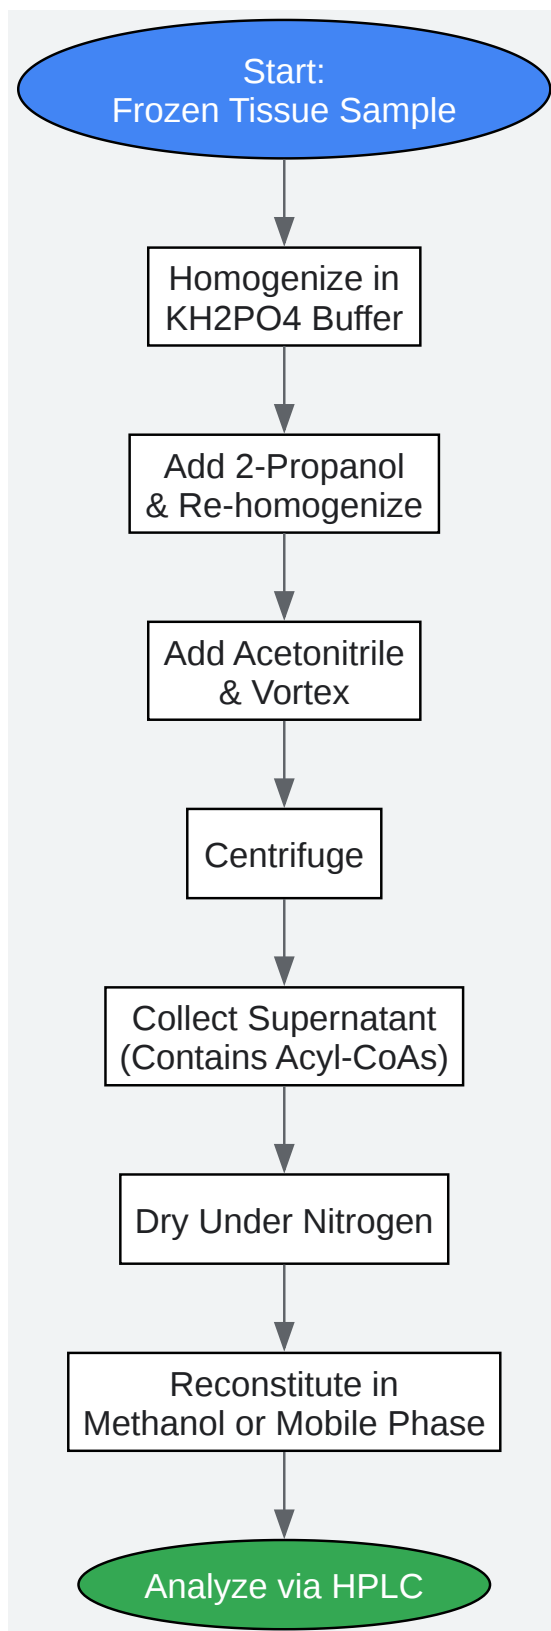 Start:
Frozen Tissue Sample
Homogenize in
KH2PO4 Buffer
Add 2-Propanol
& Re-homogenize
Add Acetonitrile
& Vortex
Centrifuge
Collect Supernatant
(Contains Acyl-CoAs)
Dry Under Nitrogen
Reconstitute in
Methanol or Mobile Phase
Analyze via HPLC